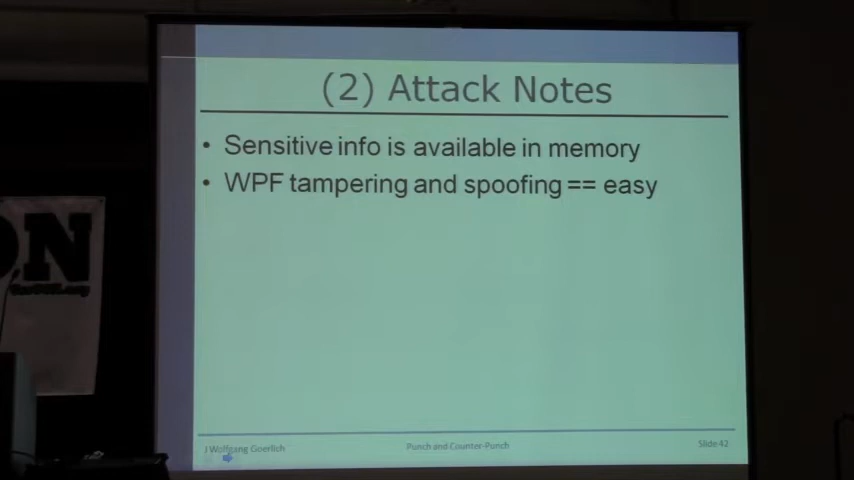 (2) Attack Notes
• Sensitive info is available in memory
• WPF tampering and spoofing == easy
ON
J Wolfgang Goerlich
Punch and Counter-Punch
Slide 42